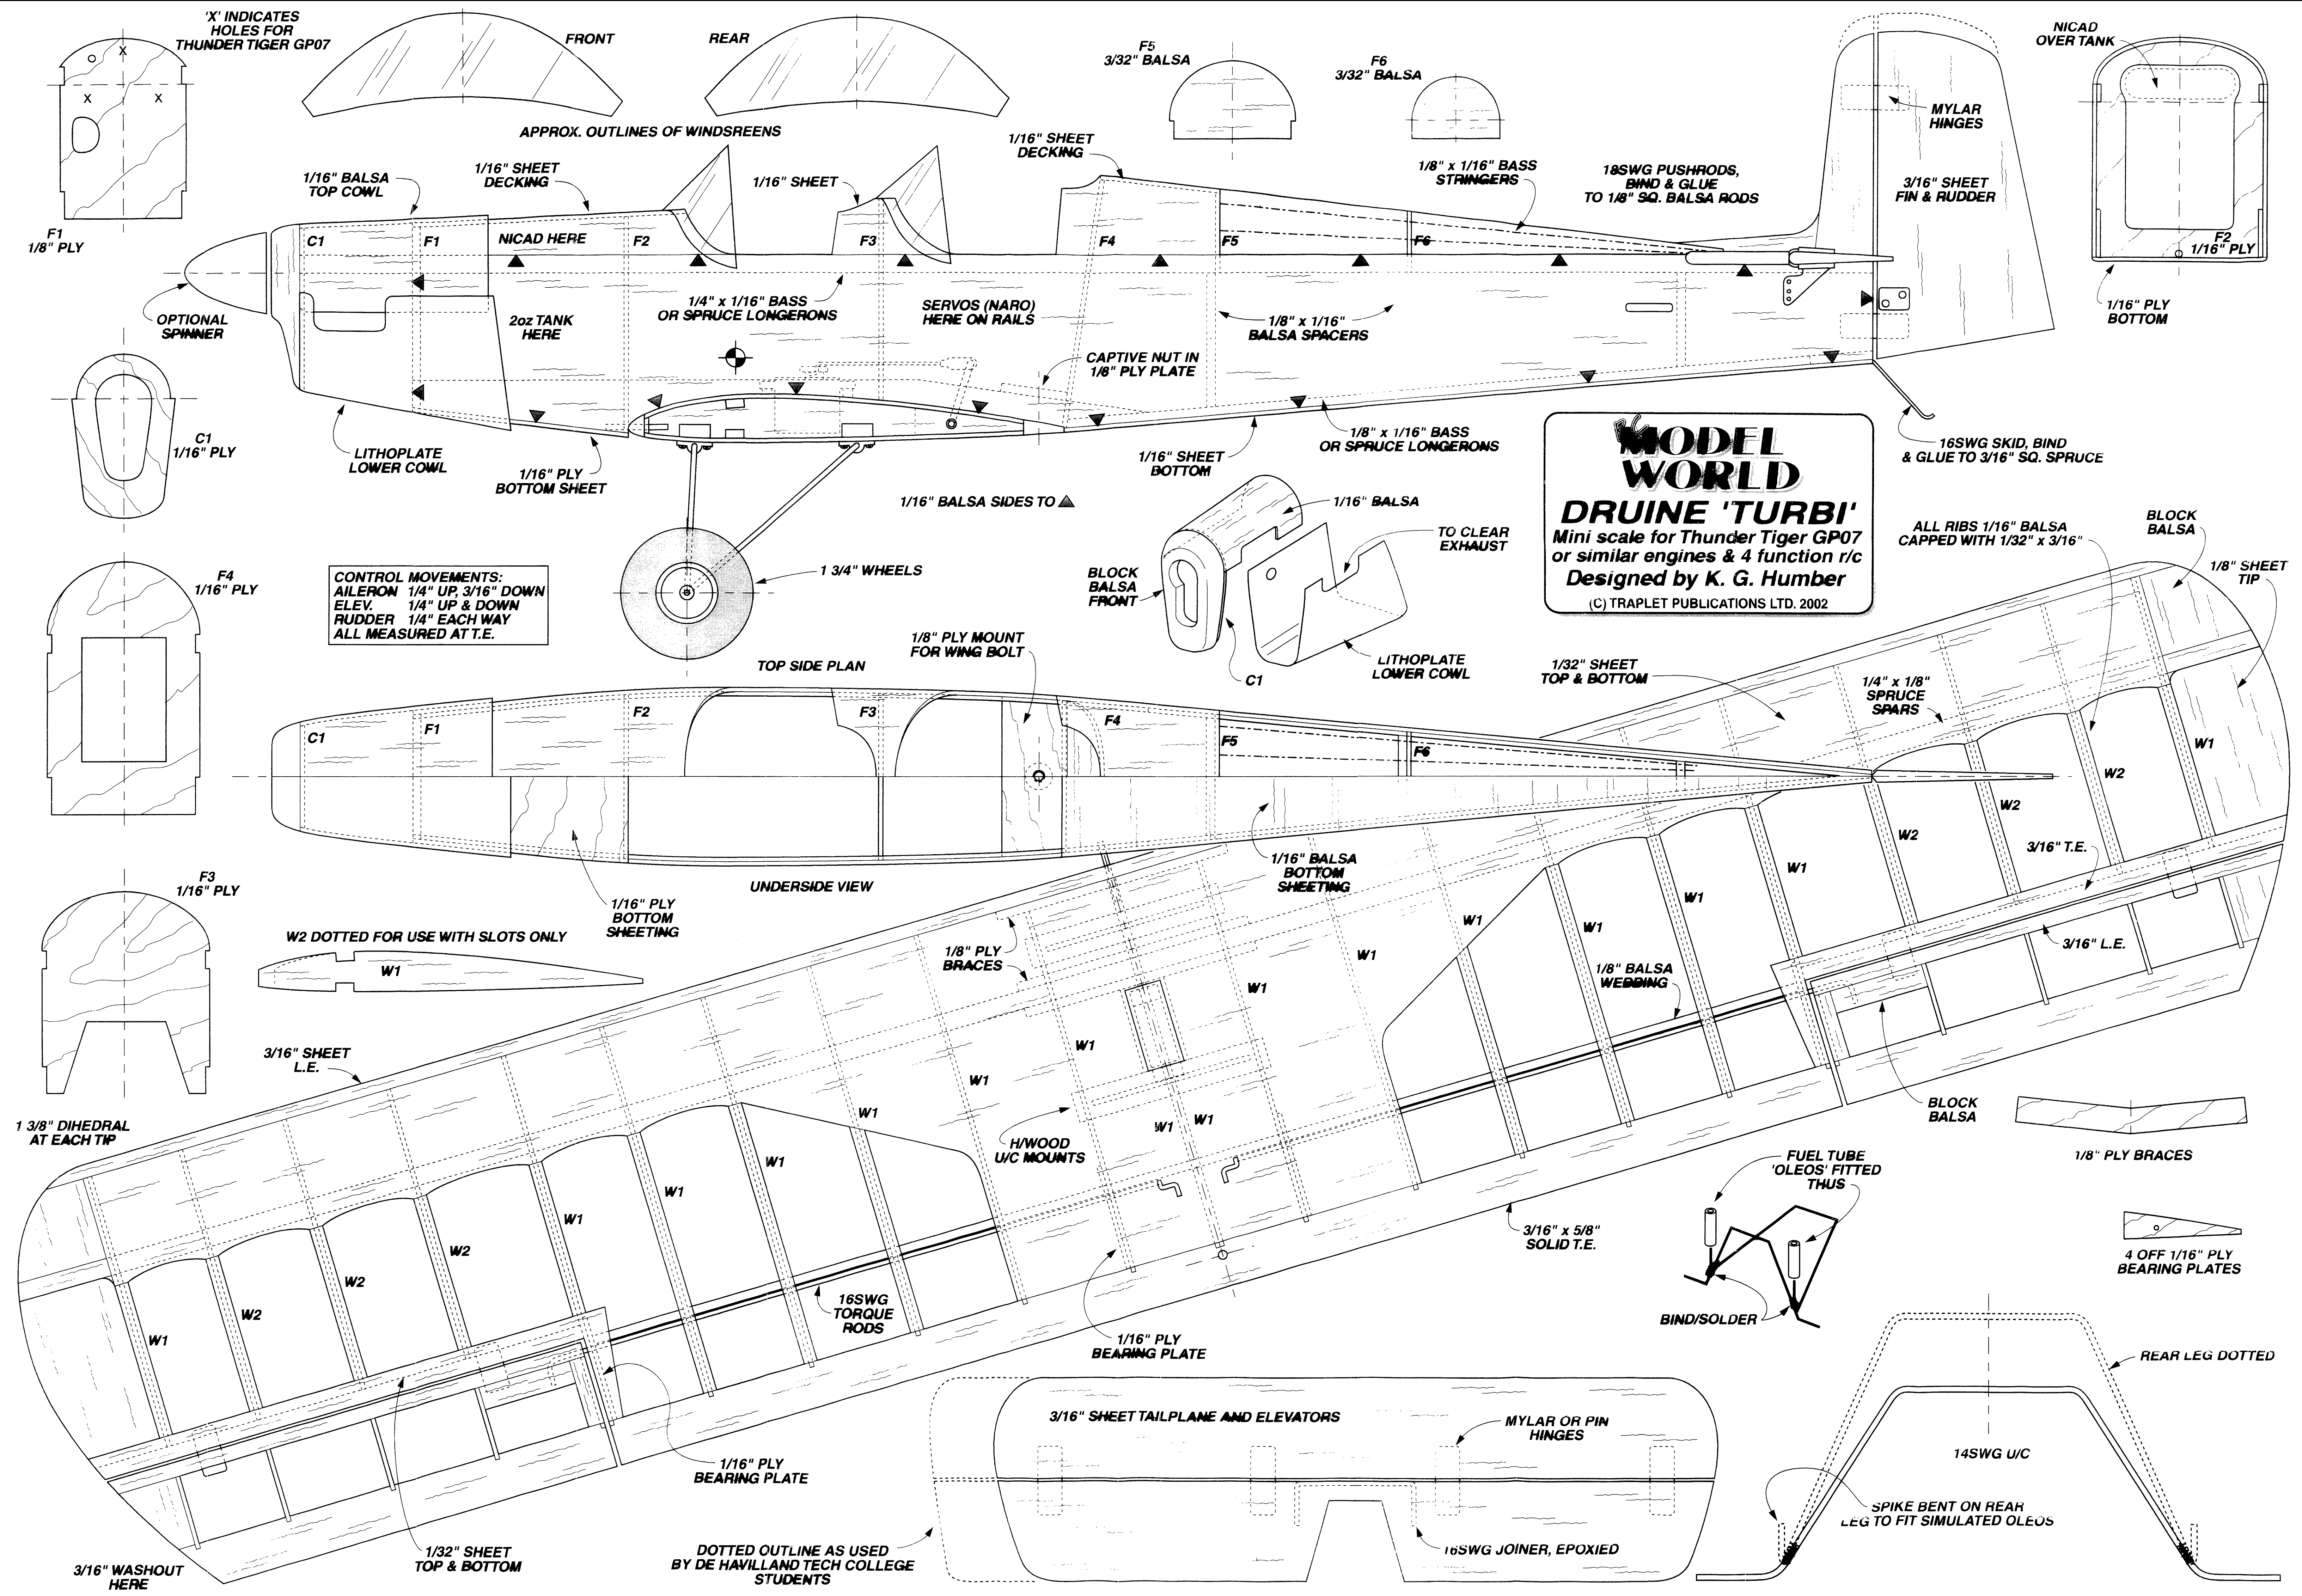 'X' INDICATES
HOLES FOR
THUNDER TIGER GP07
X
X
X
F1
1/8" PLY
FRONT
REAR
APPROX. OUTLINES OF WINDSREENS
F5
3/32" BALSA
F6
3/32" BALSA
NICAD
OVER TANK
F2
1/16" PLY
1/16" PLY
BOTTOM
1/16" BALSA
TOP COWL
1/16" SHEET
DECKING
1/16" SHEET
1/16" SHEET
DECKING
1/8" x 1/16" BASS
STRINGERS
18SWG PUSHRODS,
BIND & GLUE
TO 1/8" SQ. BALSA RODS
MYLAR
HINGES
3/16" SHEET
FIN & RUDDER
C1
F1
NICAD HERE
F2
F3
F4
F5
F6
OPTIONAL
SPINNER
2oz TANK
HERE
1/4" x 1/16" BASS
OR SPRUCE LONGERONS
SERVOS (NARO)
HERE ON RAILS
1/8" x 1/16"
BALSA SPACERS
CAPTIVE NUT IN
1/8" PLY PLATE
C1
1/16" PLY
LITHOPLATE
LOWER COWL
1/16" PLY
BOTTOM SHEET
1/16" SHEET
BOTTOM
1/8" x 1/16" BASS
OR SPRUCE LONGERONS
16SWG SKID, BIND
& GLUE TO 3/16" SQ. SPRUCE
1/16" BALSA SIDES TO
MODEL
WORLD
DRUINE 'TURBI'
Mini scale for Thunder Tiger GP07
or similar engines & 4 function r/c
Designed by K. G. Humber
(C) TRAPLET PUBLICATIONS LTD. 2002
F4
1/16" PLY
CONTROL MOVEMENTS:
AILERON 1/4" UP, 3/16" DOWN
ELEV. 1/4" UP & DOWN
RUDDER 1/4" EACH WAY
ALL MEASURED AT T.E.
1 3/4" WHEELS
1/16" BALSA
TO CLEAR
EXHAUST
BLOCK
BALSA
FRONT
C1
LITHOPLATE
LOWER COWL
ALL RIBS 1/16" BALSA
CAPPED WITH 1/32" x 3/16"
BLOCK
BALSA
1/8" SHEET
TIP
TOP SIDE PLAN
1/8" PLY MOUNT
FOR WING BOLT
1/32" SHEET
TOP & BOTTOM
1/4" x 1/8"
SPRUCE
SPARS
C1
F1
F2
F3
F4
F5
F6
UNDERSIDE VIEW
1/16" PLY
BOTTOM
SHEETING
1/16" BALSA
BOTTOM
SHEETING
W1
W2
W2
W2
W1
W1
W1
W1
W1
W1
W1
W1
W1
W1
W1
W1
W1
W1
W2
W2
W2
W1
3/16" T.E.
3/16" L.E.
F3
1/16" PLY
W2 DOTTED FOR USE WITH SLOTS ONLY
W1
1/8" PLY
BRACES
1/8" BALSA
WEBBING
3/16" SHEET
L.E.
1 3/8" DIHEDRAL
AT EACH TIP
H/WOOD
U/C MOUNTS
BLOCK
BALSA
1/8" PLY BRACES
FUEL TUBE
'OLEOS' FITTED
THUS
BIND/SOLDER
4 OFF 1/16" PLY
BEARING PLATES
3/16" x 5/8"
SOLID T.E.
16SWG
TORQUE
RODS
1/16" PLY
BEARING PLATE
1/16" PLY
BEARING PLATE
REAR LEG DOTTED
14SWG U/C
SPIKE BENT ON REAR
LEG TO FIT SIMULATED OLEOS
3/16" SHEET TAILPLANE AND ELEVATORS
MYLAR OR PIN
HINGES
16SWG JOINER, EPOXIED
DOTTED OUTLINE AS USED
BY DE HAVILLAND TECH COLLEGE
STUDENTS
1/32" SHEET
TOP & BOTTOM
3/16" WASHOUT
HERE